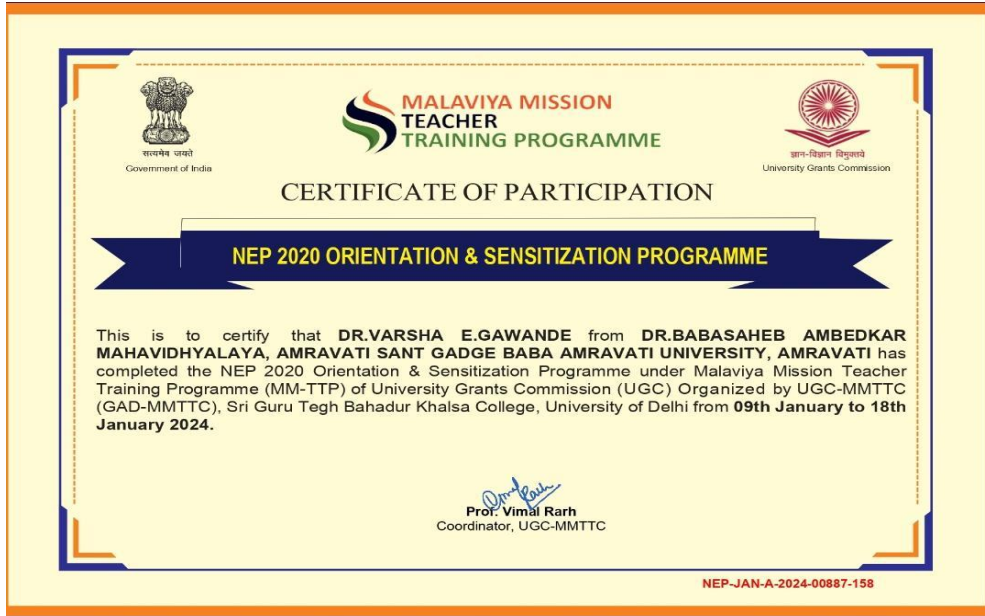 MALAVIYA MISSION
TEACHER
TRAINING PROGRAMME
सत्यमेव जयते
Government of India
ज्ञान-विज्ञान विमुक्तये
University Grants Commission
CERTIFICATE OF PARTICIPATION
NEP 2020 ORIENTATION & SENSITIZATION PROGRAMME
This is to certify that DR.VARSHA E.GAWANDE from DR.BABASAHEB AMBEDKAR
MAHAVIDHYALAYA, AMRAVATI SANT GADGE BABA AMRAVATI UNIVERSITY, AMRAVATI has
completed the NEP 2020 Orientation & Sensitization Programme under Malaviya Mission Teacher
Training Programme (MM-TTP) of University Grants Commission (UGC) Organized by UGC-MMTTC
(GAD-MMTTC), Sri Guru Tegh Bahadur Khalsa College, University of Delhi from 09th January to 18th
January 2024.
Prof. Vimal Rarh
Coordinator, UGC-MMTTC
NEP-JAN-A-2024-00887-158